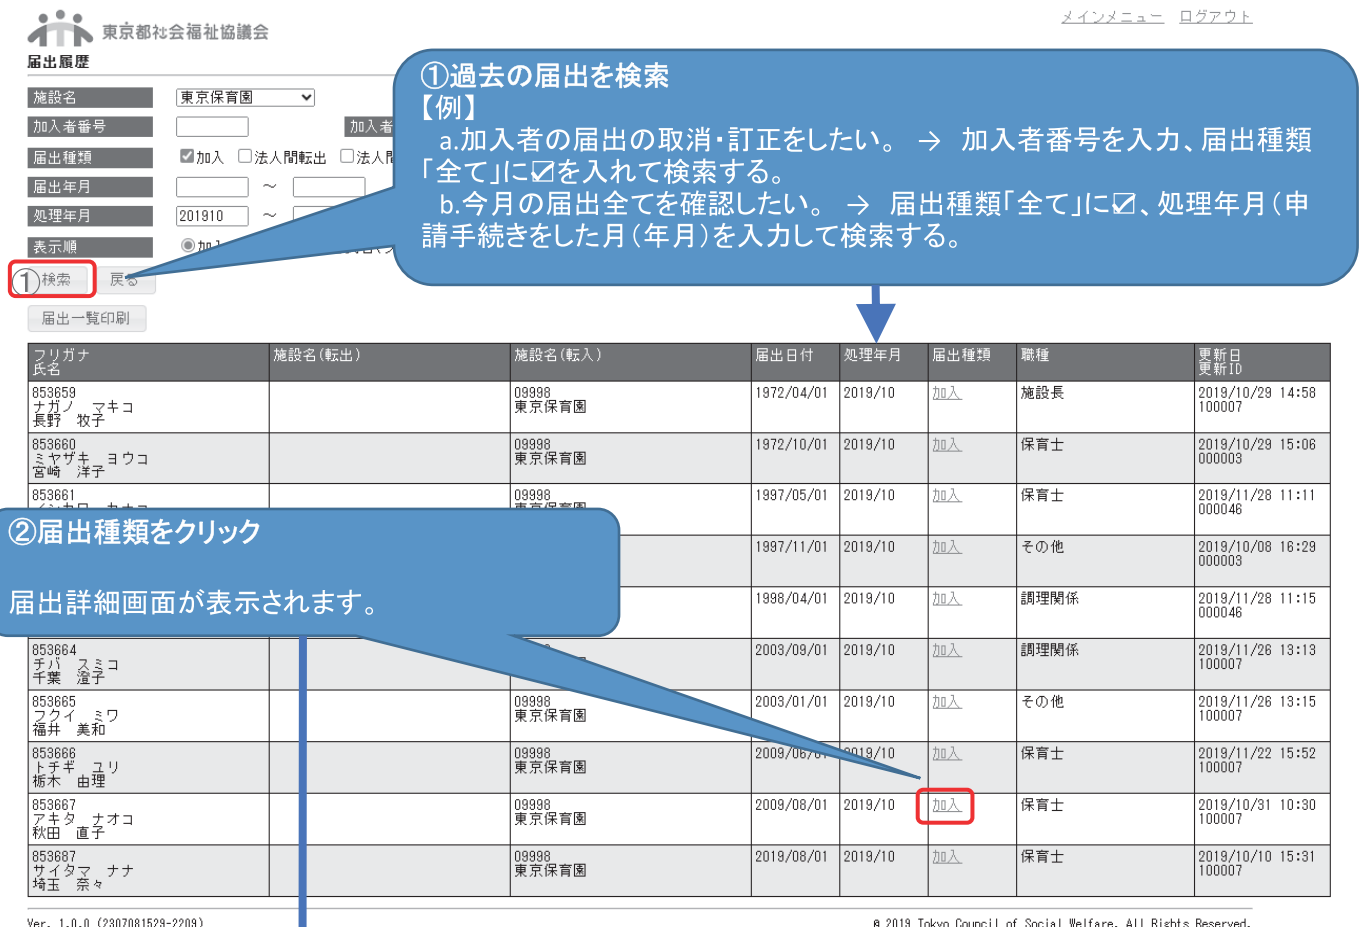 メインメニュー ログアウト
東京都社会福祉協議会
届出履歴
①過去の届出を検索
【例】
a.加入者の届出の取消・訂正をしたい。 → 加入者番号を入力、届出種類
「全て」に☑を入れて検索する。
b.今月の届出全てを確認したい。 → 届出種類「全て」に☑、処理年月（申
請手続きをした月（年月）を入力して検索する。
施設名 東京保育園
加入者番号 加入者
届出種類 加入 法人間転出
届出年月 ～
処理年月 201910 ～
表示順
①検索 戻る
届出一覧印刷
フリガナ 施設名(転出) 施設名(転入) 届出日付 処理年月 届出種類 職種 更新日
氏名 更新ID
853659 09998 1972/04/01 2019/10 加入 施設長 2019/10/29 14:58
ナガノ マキコ 東京保育園 100007
長野 牧子
853660 09998 1972/10/01 2019/10 加入 保育士 2019/10/29 15:06
ミヤザキ ヨウコ 東京保育園 000003
宮崎 洋子
853661 09998 1997/05/01 2019/10 加入 保育士 2019/11/28 11:11
000046
②届出種類をクリック
届出詳細画面が表示されます。
1997/11/01 2019/10 加入 その他 2019/10/08 16:29
000003
1998/04/01 2019/10 加入 調理関係 2019/11/28 11:15
000046
853664 2003/09/01 2019/10 加入 調理関係 2019/11/26 13:13
チバ スミコ 100007
千葉 澄子
853665 09998 2003/01/01 2019/10 加入 その他 2019/11/26 13:15
フクイ ミワ 東京保育園 100007
福井 美和
853666 09998 2009/06/01 2019/10 加入 保育士 2019/11/22 15:52
トチギ ユリ 東京保育園 100007
栃木 由理
853667 09998 2009/08/01 2019/10 加入 保育士 2019/10/31 10:30
アキタ ナオコ 東京保育園 100007
秋田 直子
853687 09998 2019/08/01 2019/10 加入 保育士 2019/10/10 15:31
サイタマ ナナ 東京保育園 100007
埼玉 奈々
Ver. 1.0.0 (2307081529-2209) © 2019 Tokyo Council of Social Welfare. All Rights Reserved.